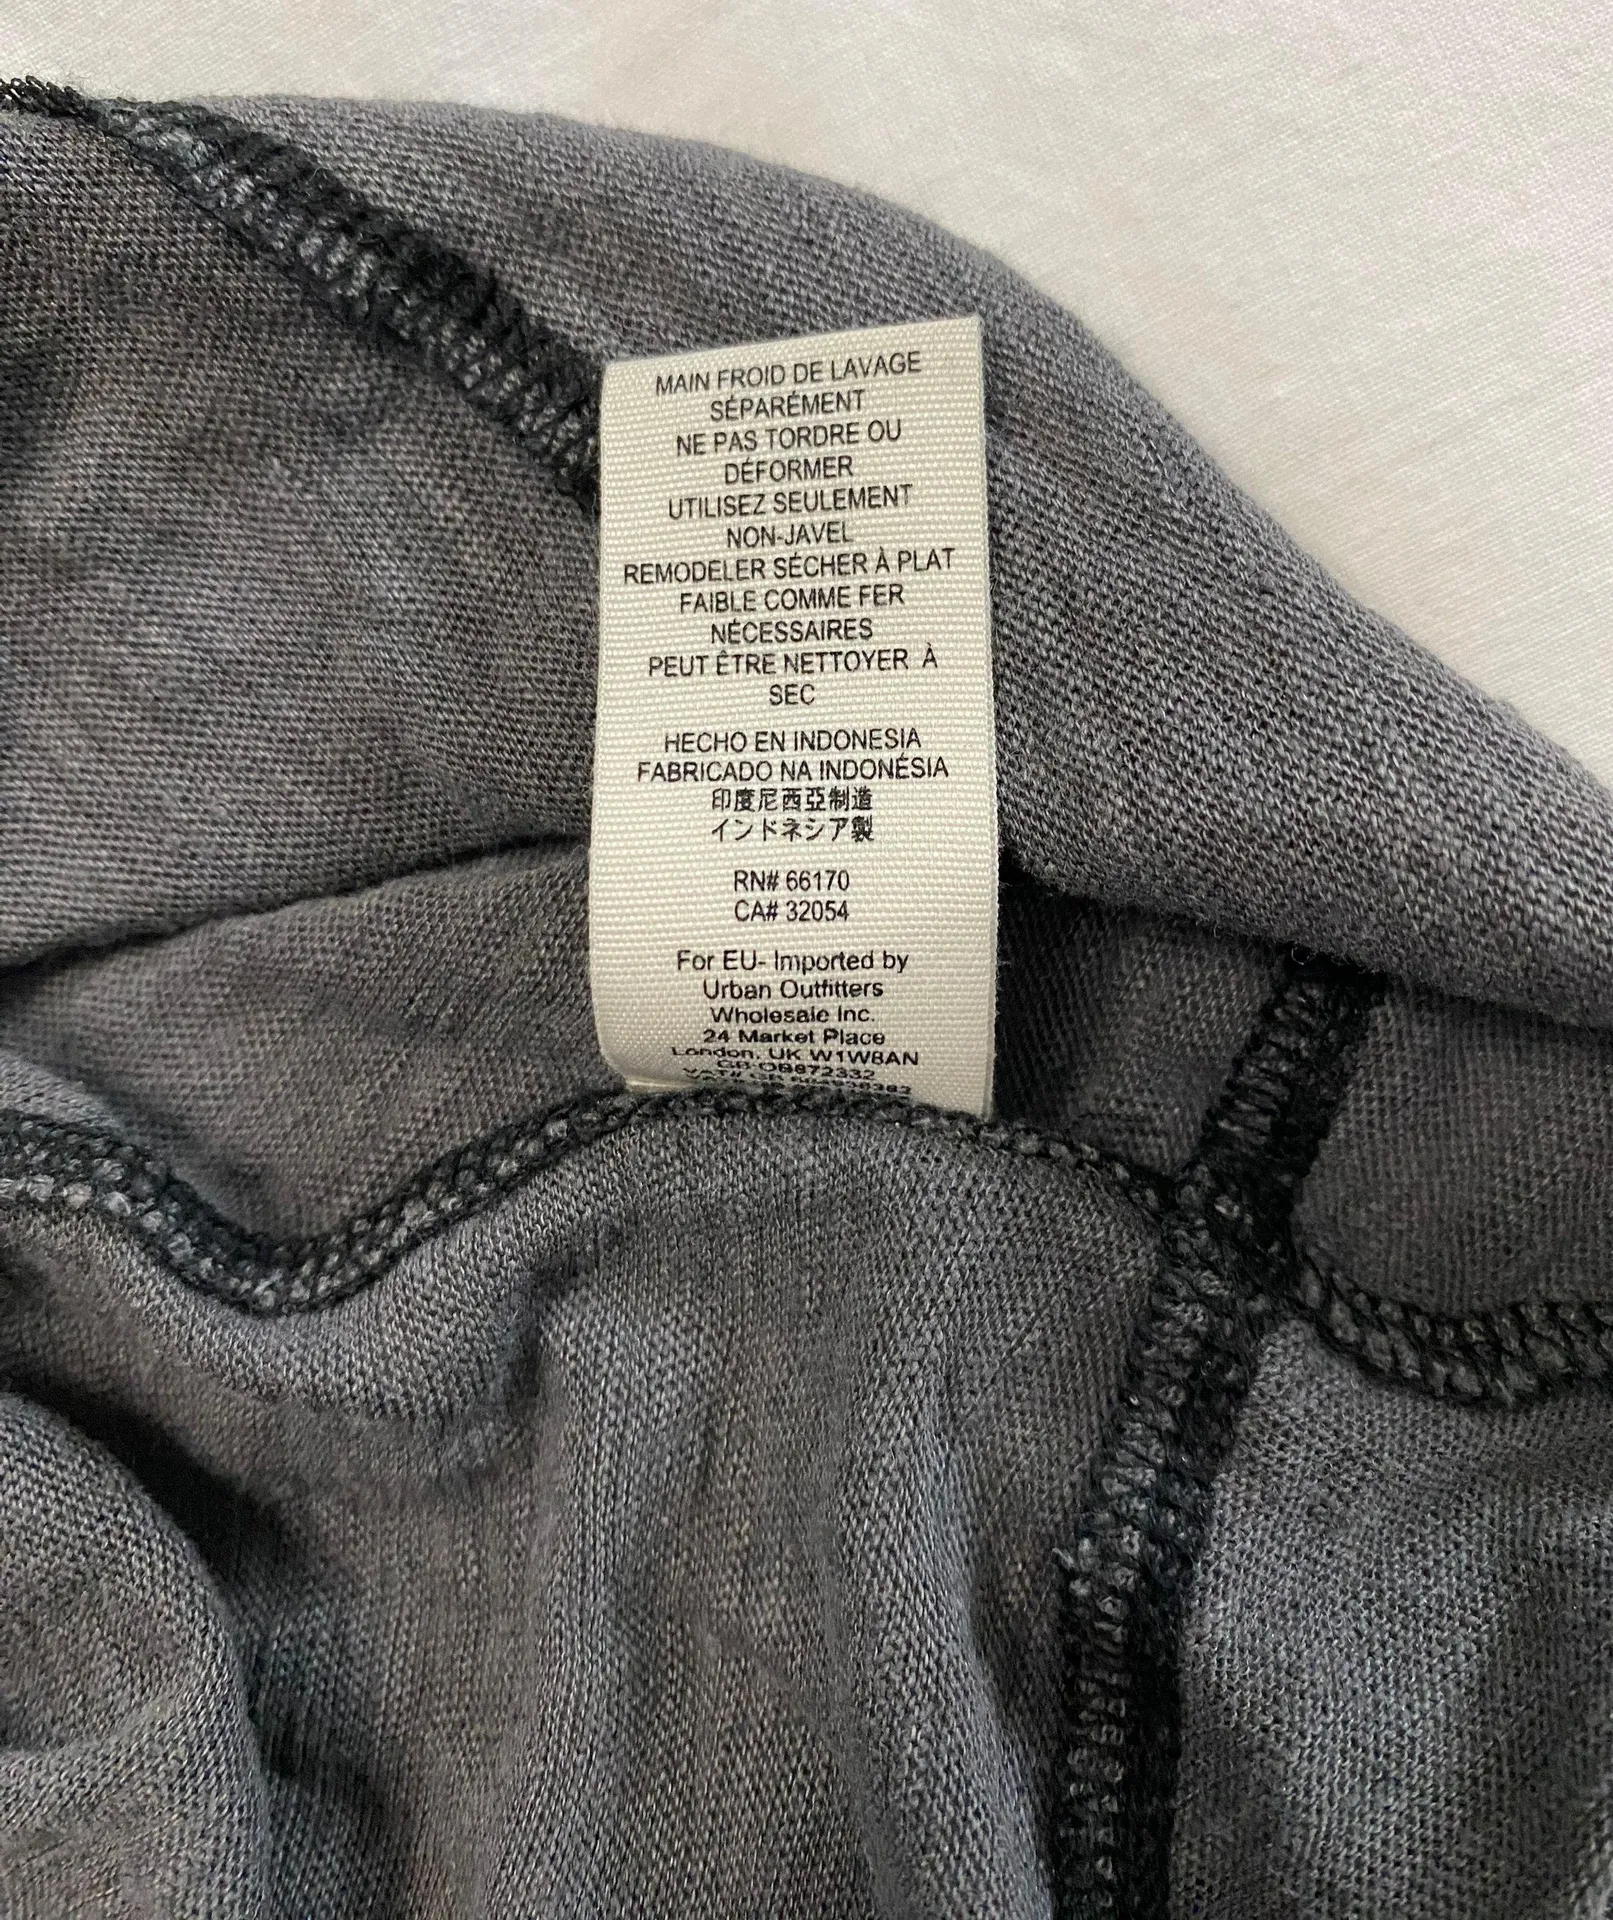 MAIN FROID DE LAVAGE
SÉPARÉMENT
NE PAS TORDRE OU
DÉFORMER
UTILISEZ SEULEMENT
NON-JAVEL
REMODELER SÉCHER À PLAT
FAIBLE COMME FER
NÉCESSAIRES
PEUT ÊTRE NETTOYER À
SEC
HECHO EN INDONESIA
FABRICADO NA INDONÉSIA
印度尼西亞制造
インドネシア製
RN# 66170
CA# 32054
For EU- Imported by
Urban Outfitters
Wholesale Inc.
24 Market Place
London, UK W1W8AN